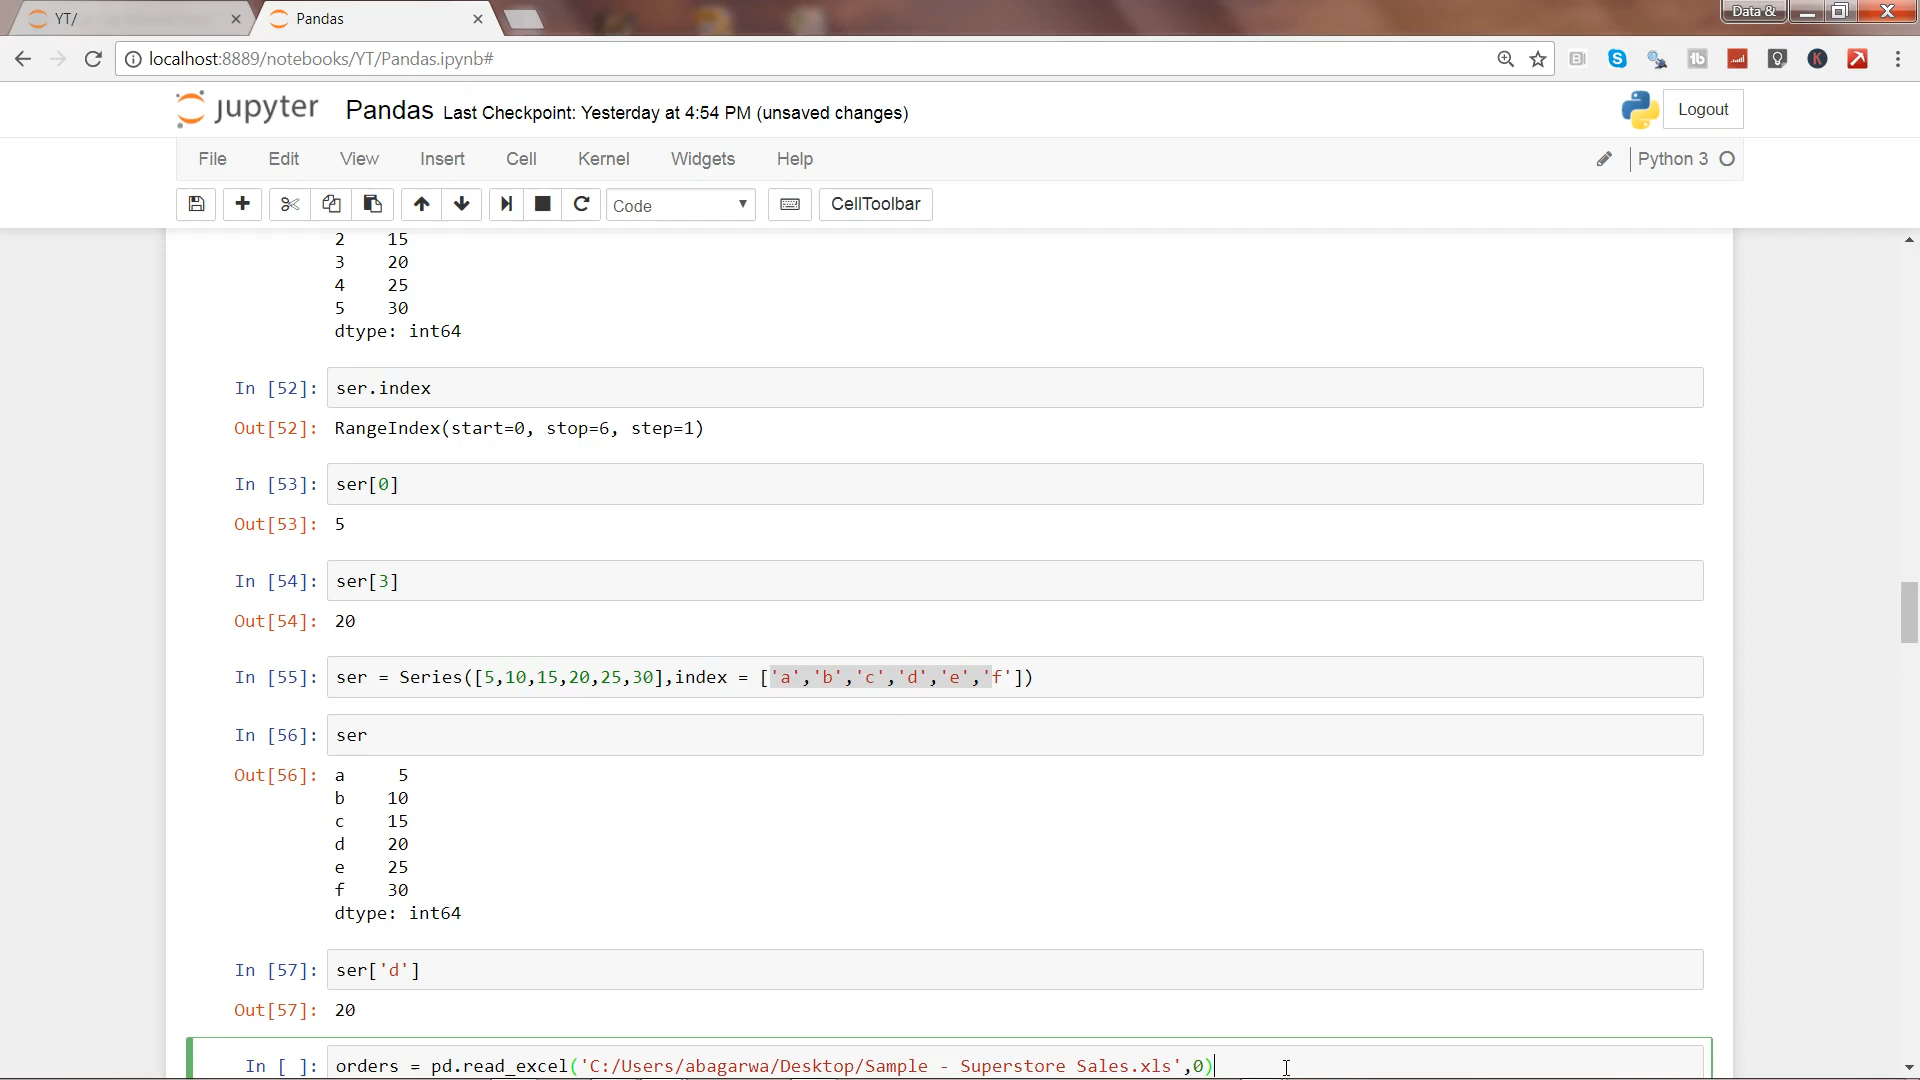 YT/
Pandas
Data &
localhost:8889/notebooks/YT/Pandas.ipynb#
jupyter Pandas Last Checkpoint: Yesterday at 4:54 PM (unsaved changes)
Logout
File Edit View Insert Cell Kernel Widgets Help
Python 3
Code
CellToolbar
2 15
3 20
4 25
5 30
dtype: int64
In [52]: ser.index
Out[52]: RangeIndex(start=0, stop=6, step=1)
In [53]: ser[0]
Out[53]: 5
In [54]: ser[3]
Out[54]: 20
In [55]: ser = Series([5,10,15,20,25,30],index = ['a','b','c','d','e','f'])
In [56]: ser
Out[56]: a 5
b 10
c 15
d 20
e 25
f 30
dtype: int64
In [57]: ser['d']
Out[57]: 20
In [ ]: orders = pd.read_excel('C:/Users/abagarwa/Desktop/Sample - Superstore Sales.xls',0)